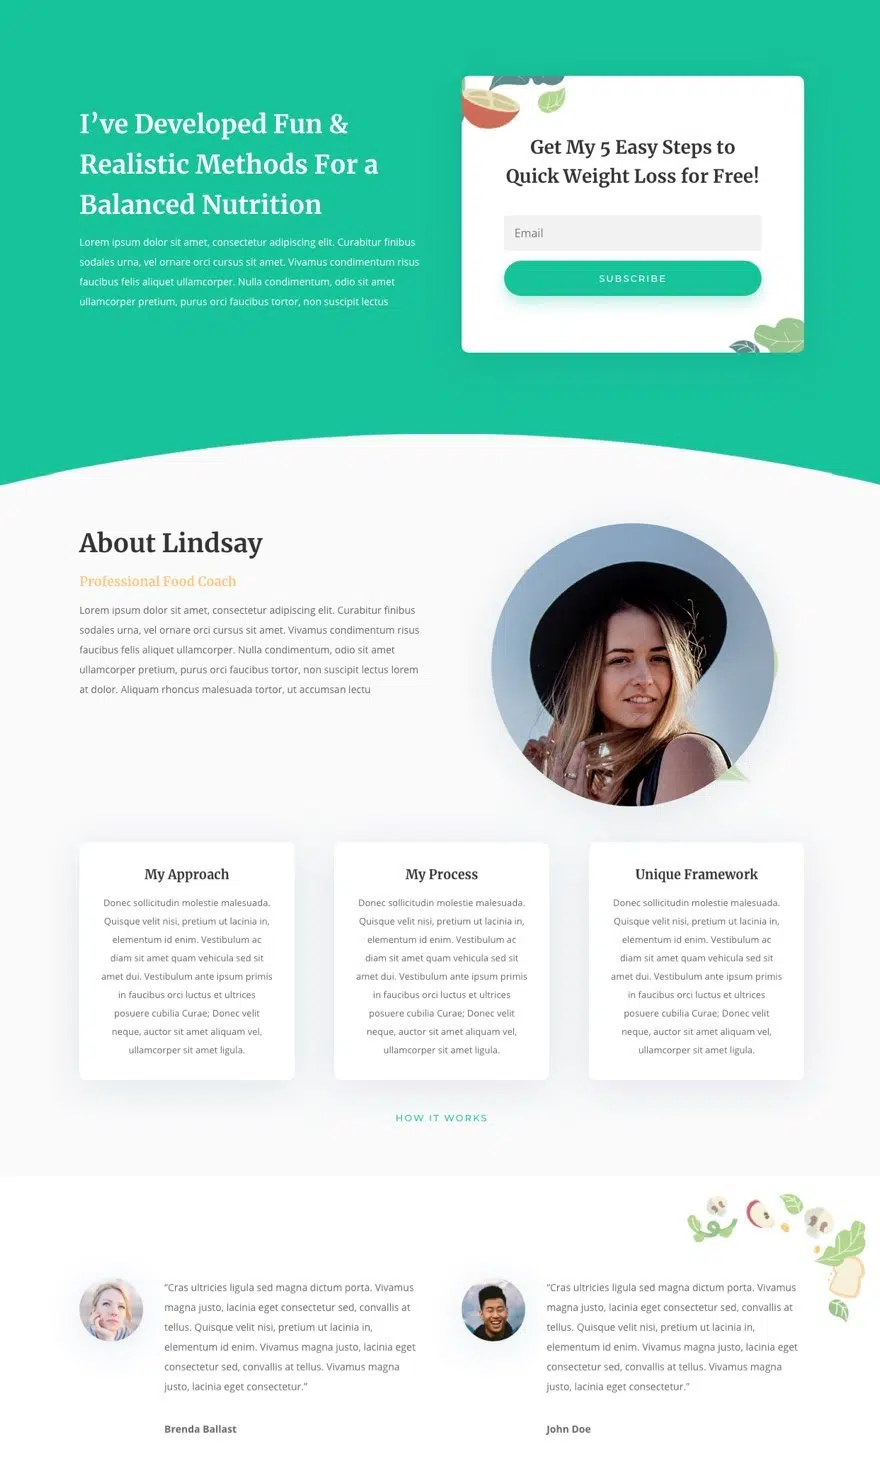 I’ve Developed Fun &
Realistic Methods For a
Balanced Nutrition
Lorem ipsum dolor sit amet, consectetur adipiscing elit. Curabitur finibus
sodales urna, vel ornare orci cursus sit amet. Vivamus condimentum risus
faucibus felis aliquet ullamcorper. Nulla condimentum, odio sit amet
ullamcorper pretium, purus orci faucibus tortor, non suscipit lectus
Get My 5 Easy Steps to
Quick Weight Loss for Free!
Email
SUBSCRIBE
About Lindsay
Professional Food Coach
Lorem ipsum dolor sit amet, consectetur adipiscing elit. Curabitur finibus
sodales urna, vel ornare orci cursus sit amet. Vivamus condimentum risus
faucibus felis aliquet ullamcorper. Nulla condimentum, odio sit amet
ullamcorper pretium, purus orci faucibus tortor, non suscipit lectus lorem
at dolor. Aliquam rhoncus malesuada tortor, ut accumsan lectu
My Approach
Donec sollicitudin molestie malesuada.
Quisque velit nisi, pretium ut lacinia in,
elementum id enim. Vestibulum ac
diam sit amet quam vehicula sed sit
amet dui. Vestibulum ante ipsum primis
in faucibus orci luctus et ultrices
posuere cubilia Curae; Donec velit
neque, auctor sit amet aliquam vel,
ullamcorper sit amet ligula.
My Process
Donec sollicitudin molestie malesuada.
Quisque velit nisi, pretium ut lacinia in,
elementum id enim. Vestibulum ac
diam sit amet quam vehicula sed sit
amet dui. Vestibulum ante ipsum primis
in faucibus orci luctus et ultrices
posuere cubilia Curae; Donec velit
neque, auctor sit amet aliquam vel,
ullamcorper sit amet ligula.
Unique Framework
Donec sollicitudin molestie malesuada.
Quisque velit nisi, pretium ut lacinia in,
elementum id enim. Vestibulum ac
diam sit amet quam vehicula sed sit
amet dui. Vestibulum ante ipsum primis
in faucibus orci luctus et ultrices
posuere cubilia Curae; Donec velit
neque, auctor sit amet aliquam vel,
ullamcorper sit amet ligula.
HOW IT WORKS
“Cras ultricies ligula sed magna dictum porta. Vivamus
magna justo, lacinia eget consectetur sed, convallis at
tellus. Quisque velit nisi, pretium ut lacinia in,
elementum id enim. Vivamus magna justo, lacinia eget
consectetur sed, convallis at tellus. Vivamus magna
justo, lacinia eget consectetur.”
Brenda Ballast
“Cras ultricies ligula sed magna dictum porta. Vivamus
magna justo, lacinia eget consectetur sed, convallis at
tellus. Quisque velit nisi, pretium ut lacinia in,
elementum id enim. Vivamus magna justo, lacinia eget
consectetur sed, convallis at tellus. Vivamus magna
justo, lacinia eget consectetur.”
John Doe